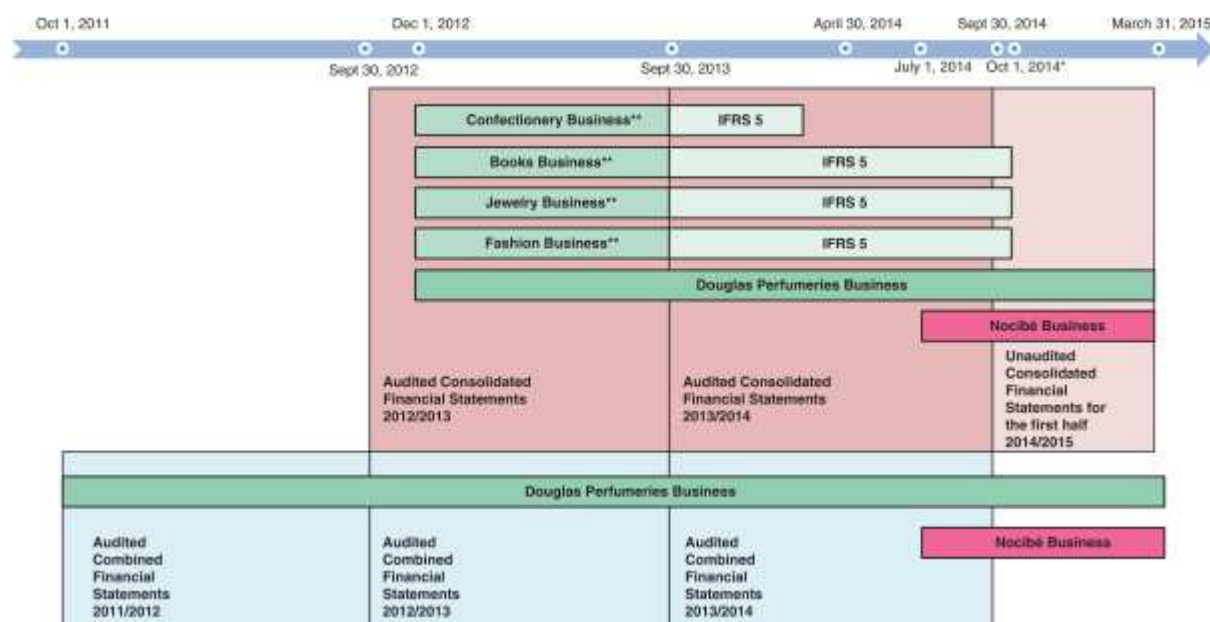 Oct 1, 2011
Dec 1, 2012
April 30, 2014
Sept 30, 2014
March 31, 2015
Sept 30, 2012
Sept 30, 2013
July 1, 2014
Oct 1, 2014*
Confectionery Business**
IFRS 5
Books Business**
IFRS 5
Jewelry Business**
IFRS 5
Fashion Business**
IFRS 5
Douglas Perfumeries Business
Nocibé Business
Audited Consolidated
Financial Statements
2012/2013
Audited Consolidated
Financial Statements
2013/2014
Unaudited
Consolidated
Financial
Statements for
the first half
2014/2015
Douglas Perfumeries Business
Nocibé Business
Audited
Combined
Financial
Statements
2011/2012
Audited
Combined
Financial
Statements
2012/2013
Audited
Combined
Financial
Statements
2013/2014